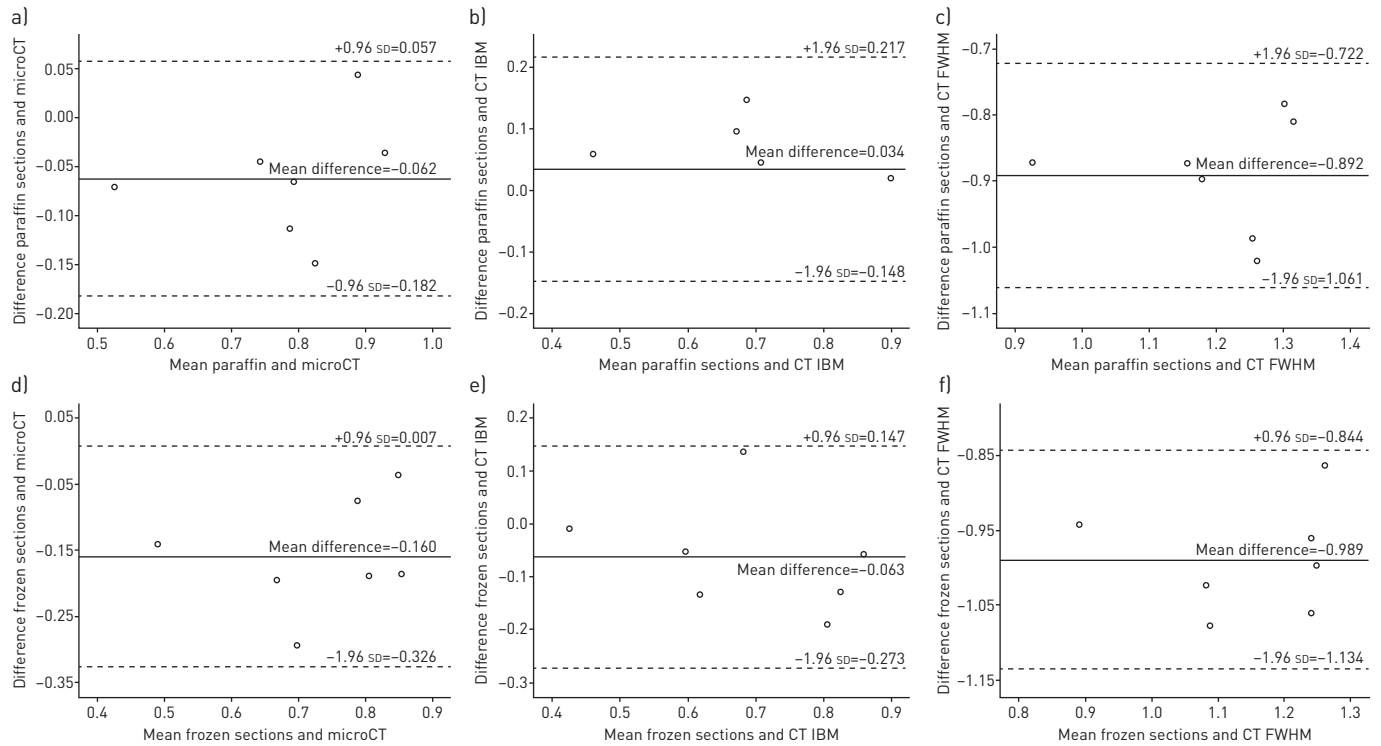 a)
Difference paraffin sections and microCT
0.05
0.00
−0.05
−0.10
−0.15
−0.20
+0.96 SD=0.057
Mean difference=−0.062
−0.96 SD=−0.182
0.5 0.6 0.7 0.8 0.9 1.0
Mean paraffin and microCT
b)
Difference paraffin sections and CT IBM
0.2
0.1
0.0
−0.1
−0.2
+1.96 SD=0.217
Mean difference=0.034
−1.96 SD=−0.148
0.4 0.5 0.6 0.7 0.8 0.9
Mean paraffin sections and CT IBM
c)
Difference paraffin sections and CT FWHM
−0.7
−0.8
−0.9
−1.0
−1.1
+1.96 SD=−0.722
Mean difference=−0.892
−1.96 SD=1.061
0.9 1.0 1.1 1.2 1.3 1.4
Mean paraffin sections and CT FWHM
d)
Difference frozen sections and microCT
0.05
−0.05
−0.15
−0.25
−0.35
+0.96 SD=0.007
Mean difference=−0.160
−1.96 SD=−0.326
0.4 0.5 0.6 0.7 0.8 0.9
Mean frozen sections and microCT
e)
Difference frozen sections and CT IBM
0.2
0.1
0.0
−0.1
−0.2
−0.3
+0.96 SD=0.147
Mean difference=−0.063
−1.96 SD=−0.273
0.4 0.5 0.6 0.7 0.8 0.9
Mean frozen sections and CT IBM
f)
Difference frozen sections and CT FWHM
−0.85
−0.95
−1.05
−1.15
+0.96 SD=−0.844
Mean difference=−0.989
−1.96 SD=−1.134
0.8 0.9 1.0 1.1 1.2 1.3
Mean frozen sections and CT FWHM